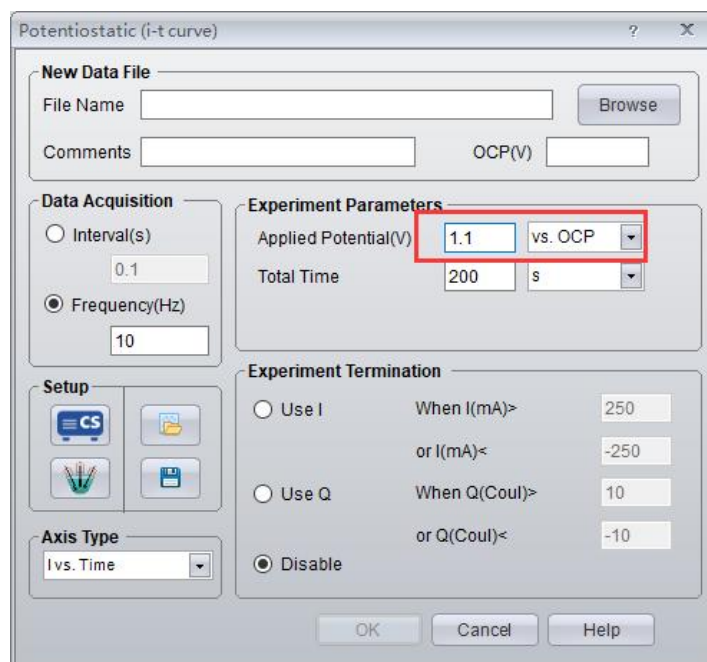 Potentiostatic (i-t curve) ? X
New Data File
File Name Browse
Comments OCP(V)
Data Acquisition
Interval(s)
0.1
Frequency(Hz)
10
Experiment Parameters
Applied Potential(V) 1.1 vs. OCP
Total Time 200 s
Setup
CS
Axis Type
I vs. Time
Experiment Termination
Use I When I(mA)> 250
or I(mA)< -250
Use Q When Q(Coul)> 10
or Q(Coul)< -10
Disable
OK Cancel Help